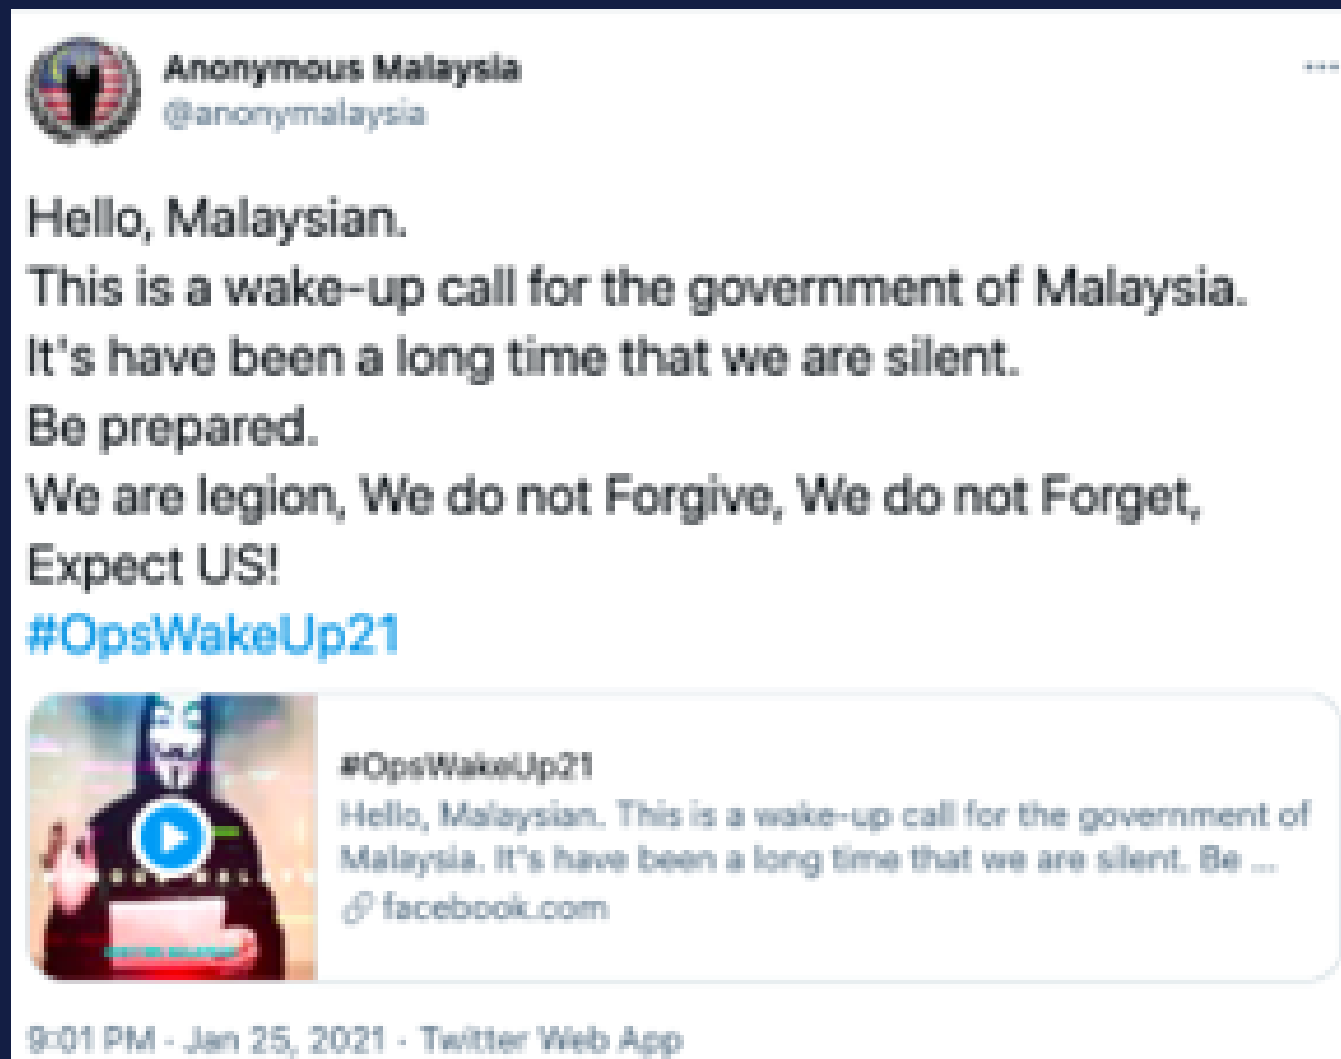 Anonymous Malaysia
@anonymalaysia
Hello, Malaysian.
This is a wake-up call for the government of Malaysia.
It's have been a long time that we are silent.
Be prepared.
We are legion, We do not Forgive, We do not Forget,
Expect US!
#OpsWakeUp21
#OpsWakeUp21
Hello, Malaysian. This is a wake-up call for the government of
Malaysia. It's have been a long time that we are silent. Be ...
facebook.com
9:01 PM · Jan 25, 2021 · Twitter Web App